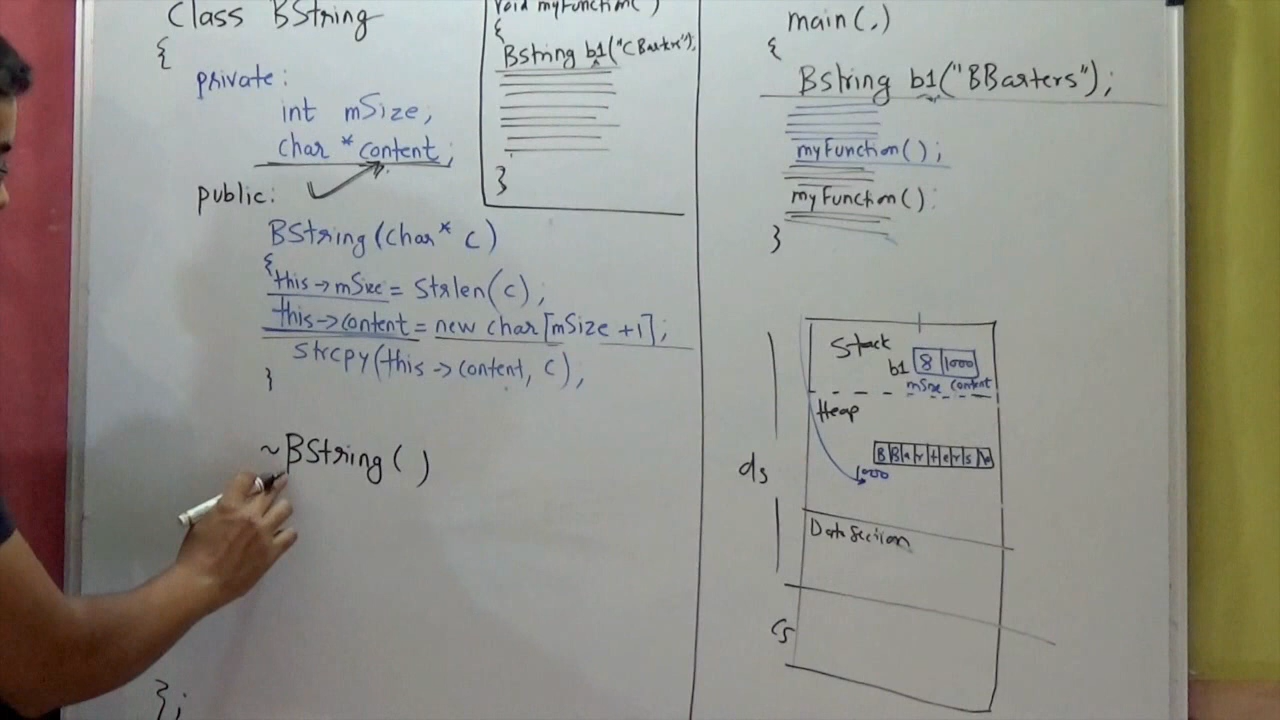 Class BString
{
private:
int mSize;
char * content;
public:
BString(char* c)
{
this->mSize = Strlen(c);
this->content = new char[mSize +1];
strcpy(this->content, c);
}
~BString( )
};
void myFunction( )
{
Bstring b1("CBarters");
}
main(.)
{
Bstring b1("BBarters");
myFunction( );
myFunction( );
}
Stack
b1 8 1000
mSize content
Heap
B B a r t e r s \0
1000
ds
Data Section
cs